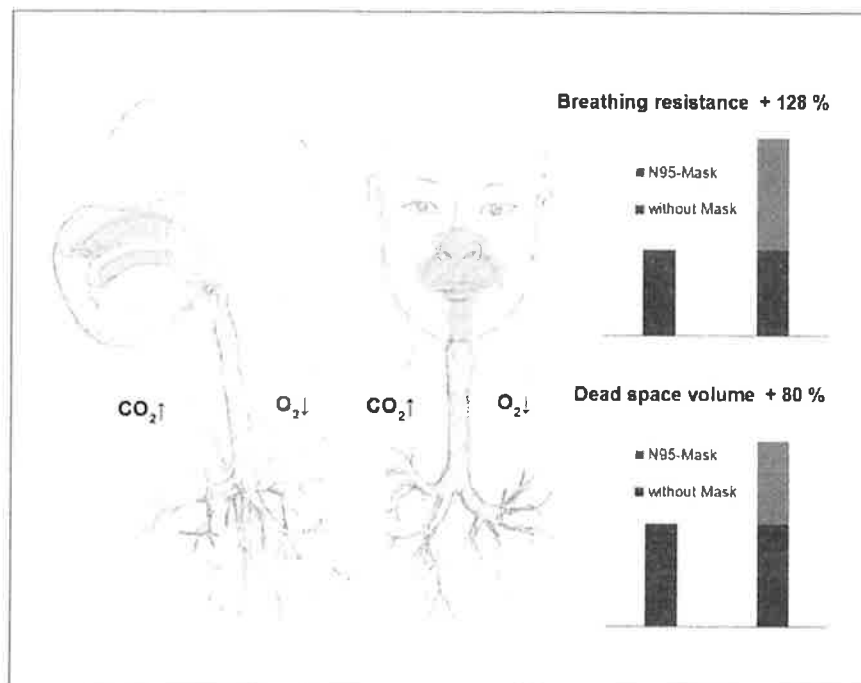 Breathing resistance + 128 %
N95-Mask
without Mask
CO₂↑
O₂↓
CO₂↑
O₂↓
Dead space volume + 80 %
N95-Mask
without Mask